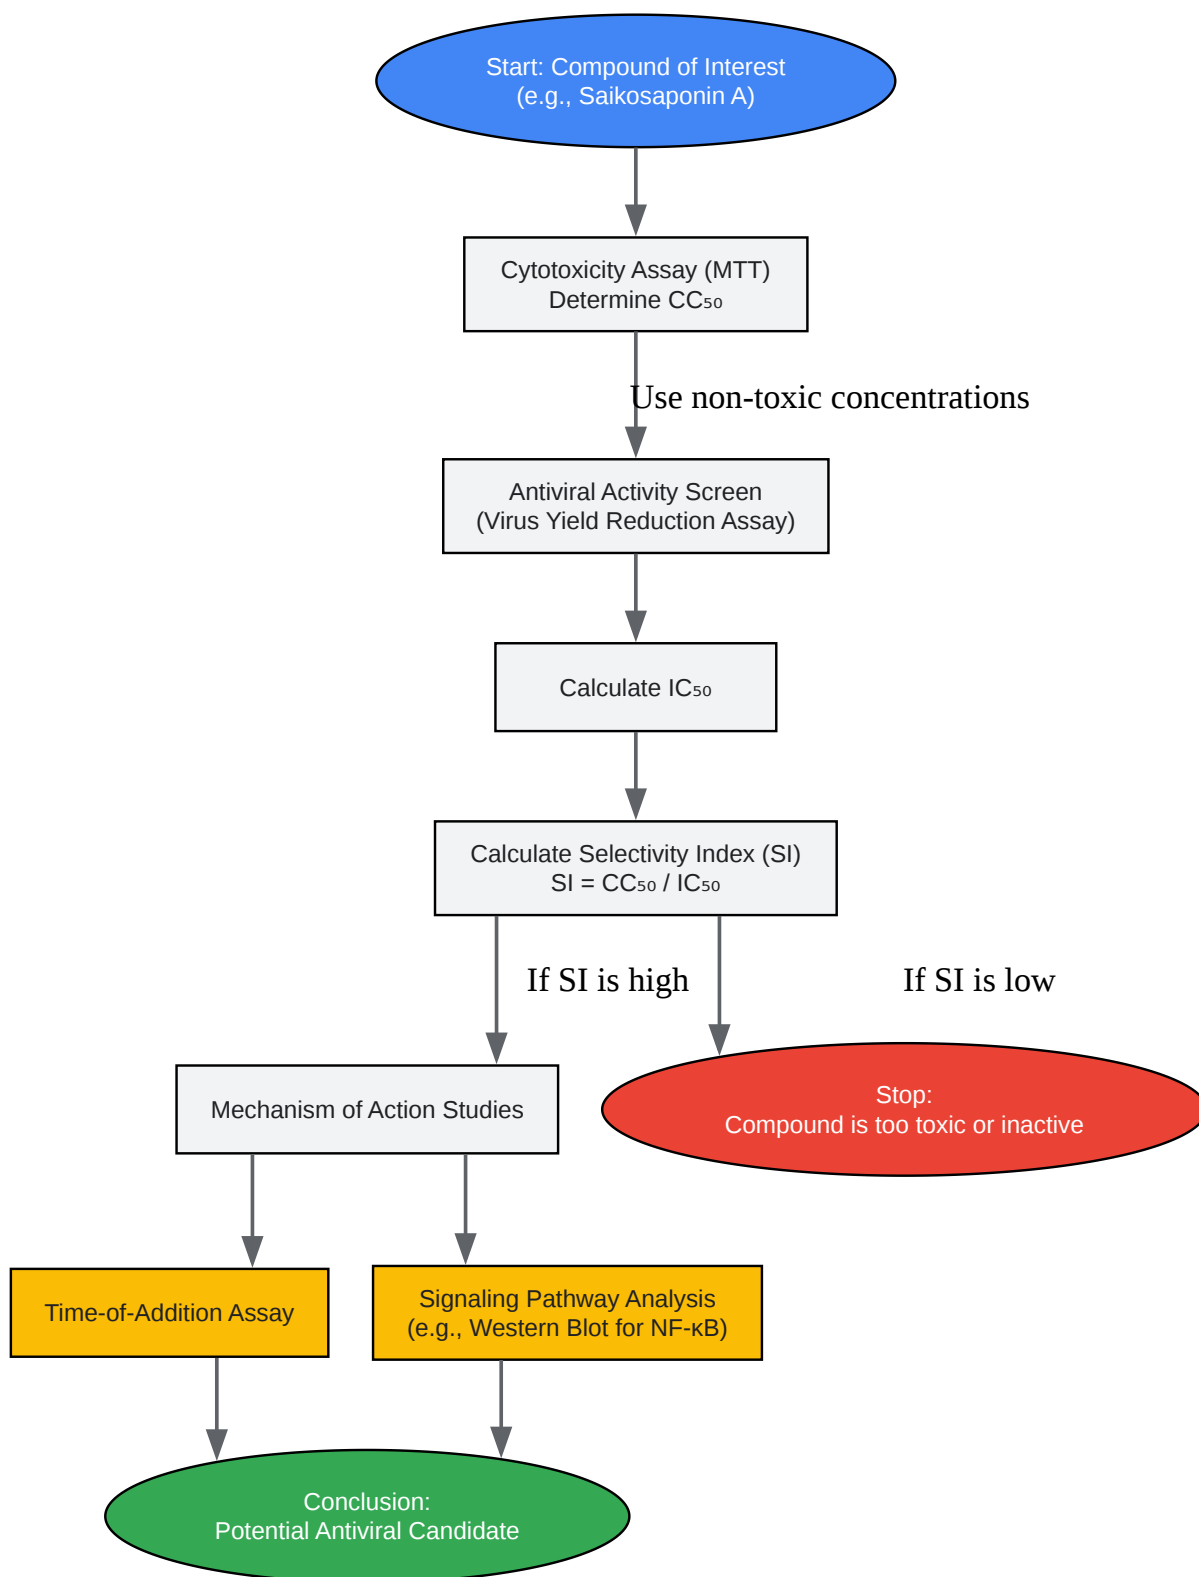 Start: Compound of Interest
(e.g., Saikosaponin A)
Cytotoxicity Assay (MTT)
Determine CC₅₀
Use non-toxic concentrations
Antiviral Activity Screen
(Virus Yield Reduction Assay)
Calculate IC₅₀
Calculate Selectivity Index (SI)
SI = CC₅₀ / IC₅₀
If SI is high
If SI is low
Mechanism of Action Studies
Stop:
Compound is too toxic or inactive
Time-of-Addition Assay
Signaling Pathway Analysis
(e.g., Western Blot for NF-κB)
Conclusion:
Potential Antiviral Candidate